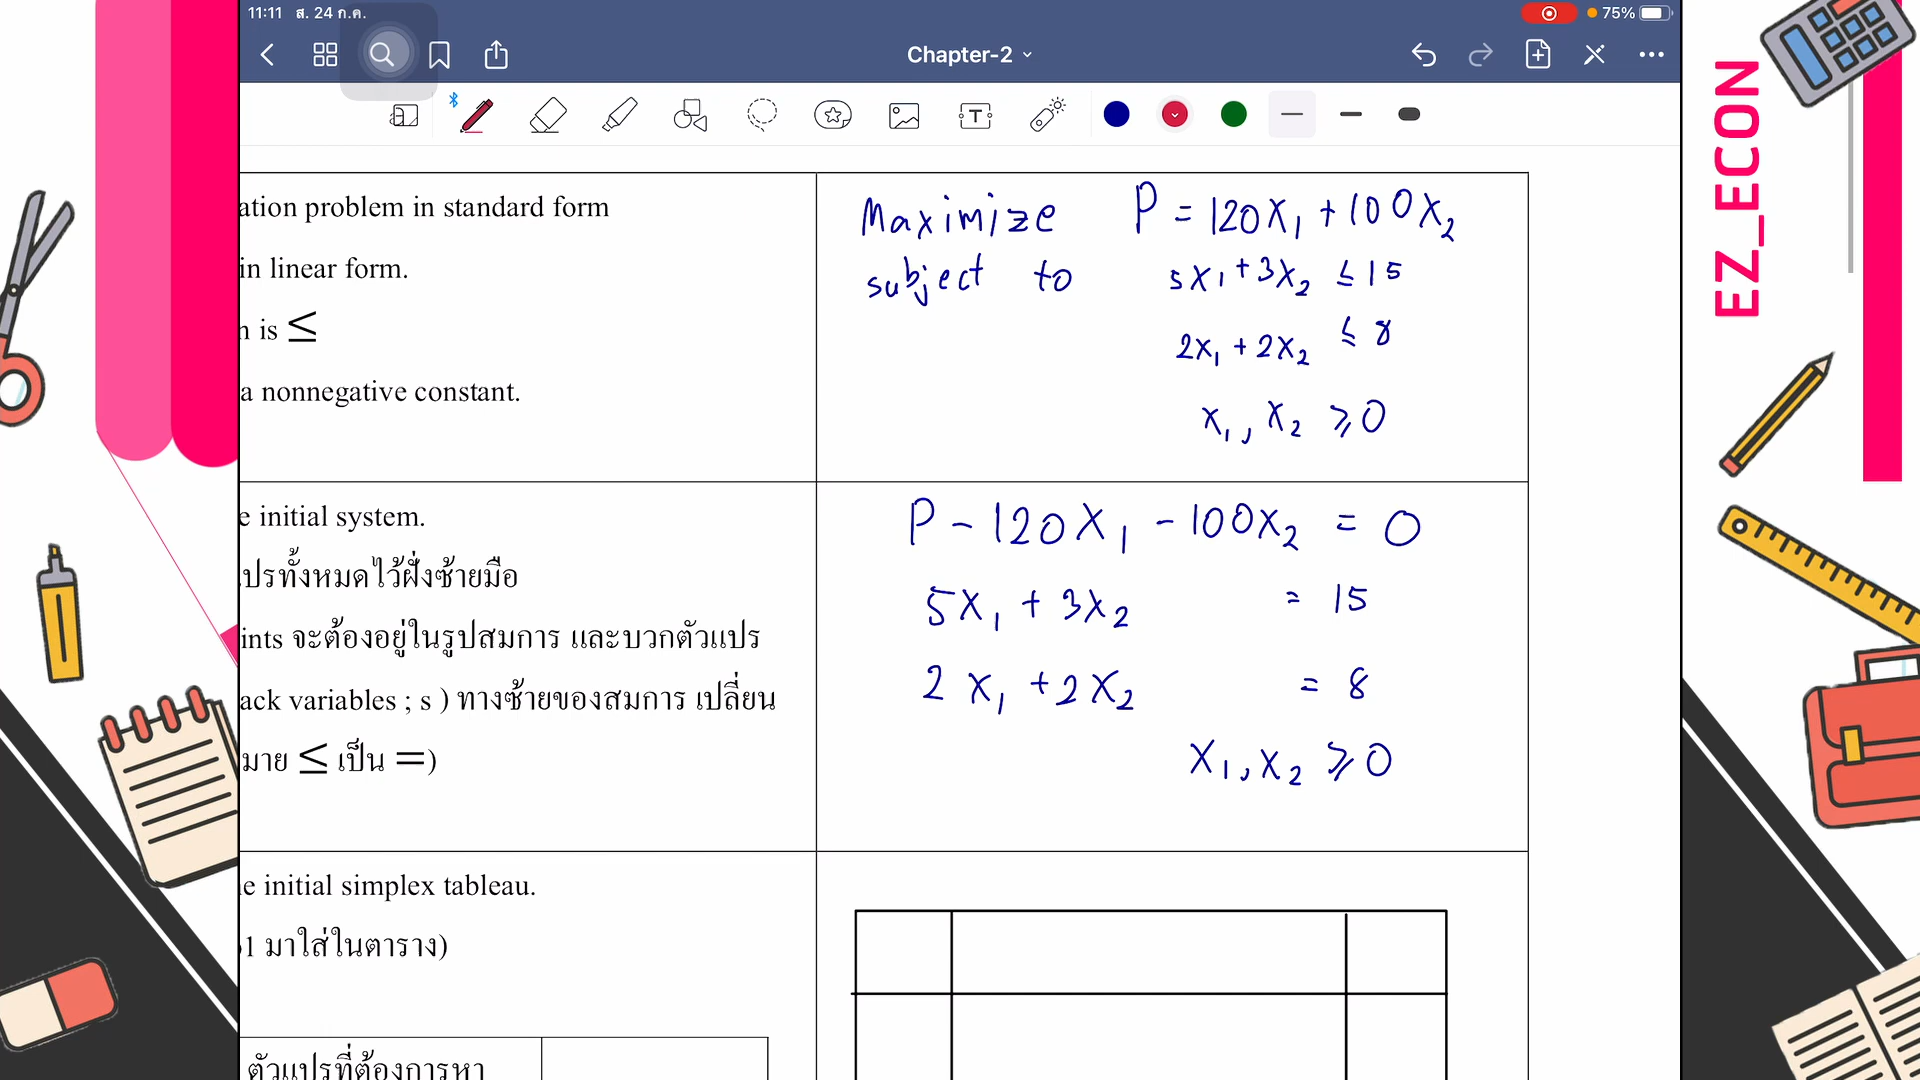 11:11 ส. 24 ก.ค.
75%
Chapter-2
EZ_ECON
ation problem in standard form
in linear form.
is ≤
a nonnegative constant.
Maximize P = 120x₁ + 100x₂
subject to 5x₁ + 3x₂ ≤ 15
2x₁ + 2x₂ ≤ 8
x₁, x₂ ≥ 0
e initial system.
ปรทั้งหมดไว้ฝั่งซ้ายมือ
ints จะต้องอยู่ในรูปสมการ และบวกตัวแปร
ack variables ; s ) ทางซ้ายของสมการ เปลี่ยน
มาย ≤ เป็น =)
P - 120x₁ - 100x₂ = 0
5x₁ + 3x₂ = 15
2x₁ + 2x₂ = 8
x₁, x₂ ≥ 0
e initial simplex tableau.
1 มาใส่ในตาราง)
ตัวแปรที่ต้องการหา